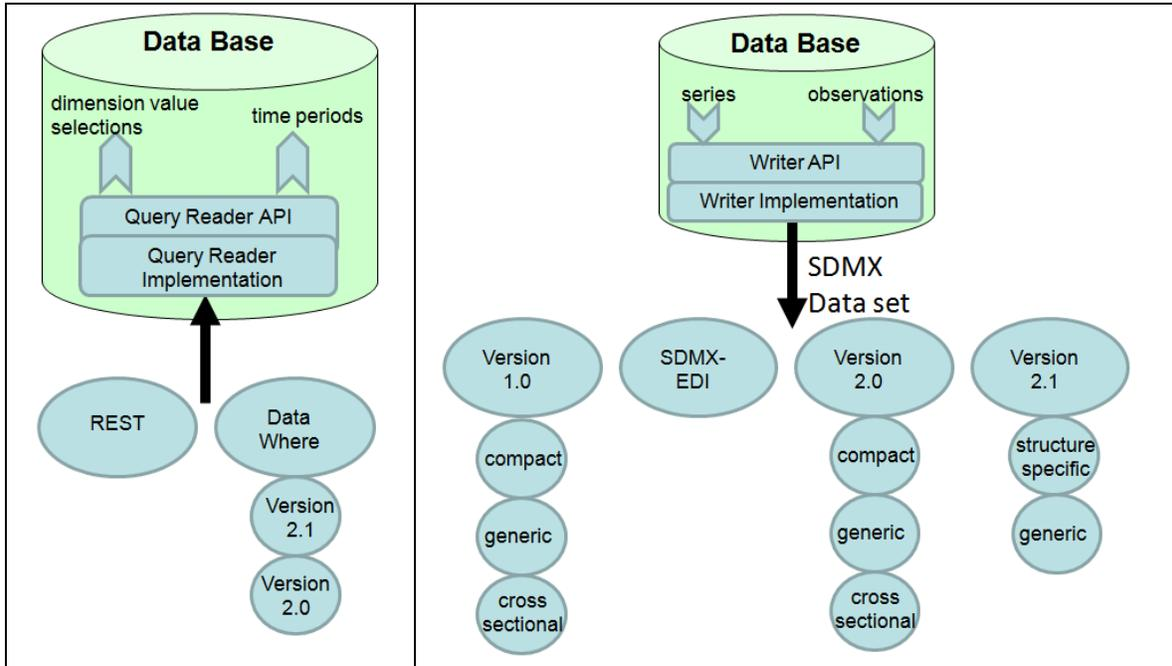 Data Base
dimension value
selections
time periods
Query Reader API
Query Reader
Implementation
REST
Data
Where
Version
2.1
Version
2.0
Data Base
series
observations
Writer API
Writer Implementation
SDMX
Data set
Version
1.0
compact
generic
cross
sectional
SDMX-
EDI
Version
2.0
compact
generic
cross
sectional
Version
2.1
structure
specific
generic